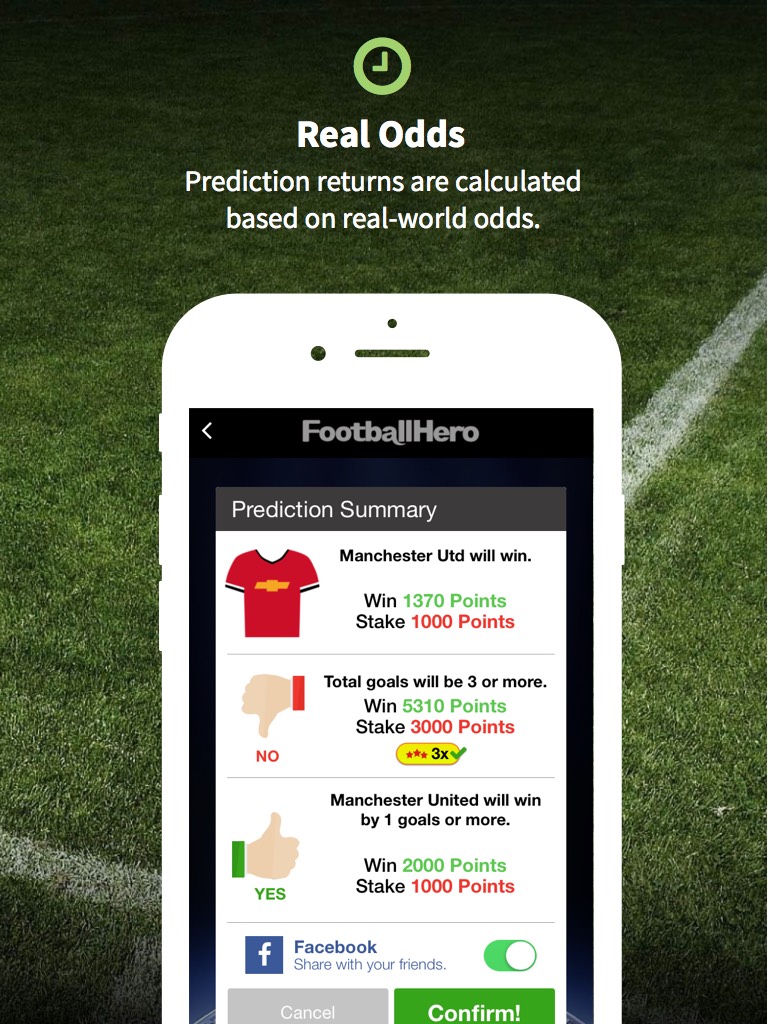 Real Odds
Prediction returns are calculated
based on real-world odds.
FootballHero
Prediction Summary
Manchester Utd will win.
Win 1370 Points
Stake 1000 Points
Total goals will be 3 or more.
Win 5310 Points
Stake 3000 Points
3x
NO
Manchester United will win
by 1 goals or more.
Win 2000 Points
Stake 1000 Points
YES
f
Facebook
Share with your friends.
Cancel
Confirm!